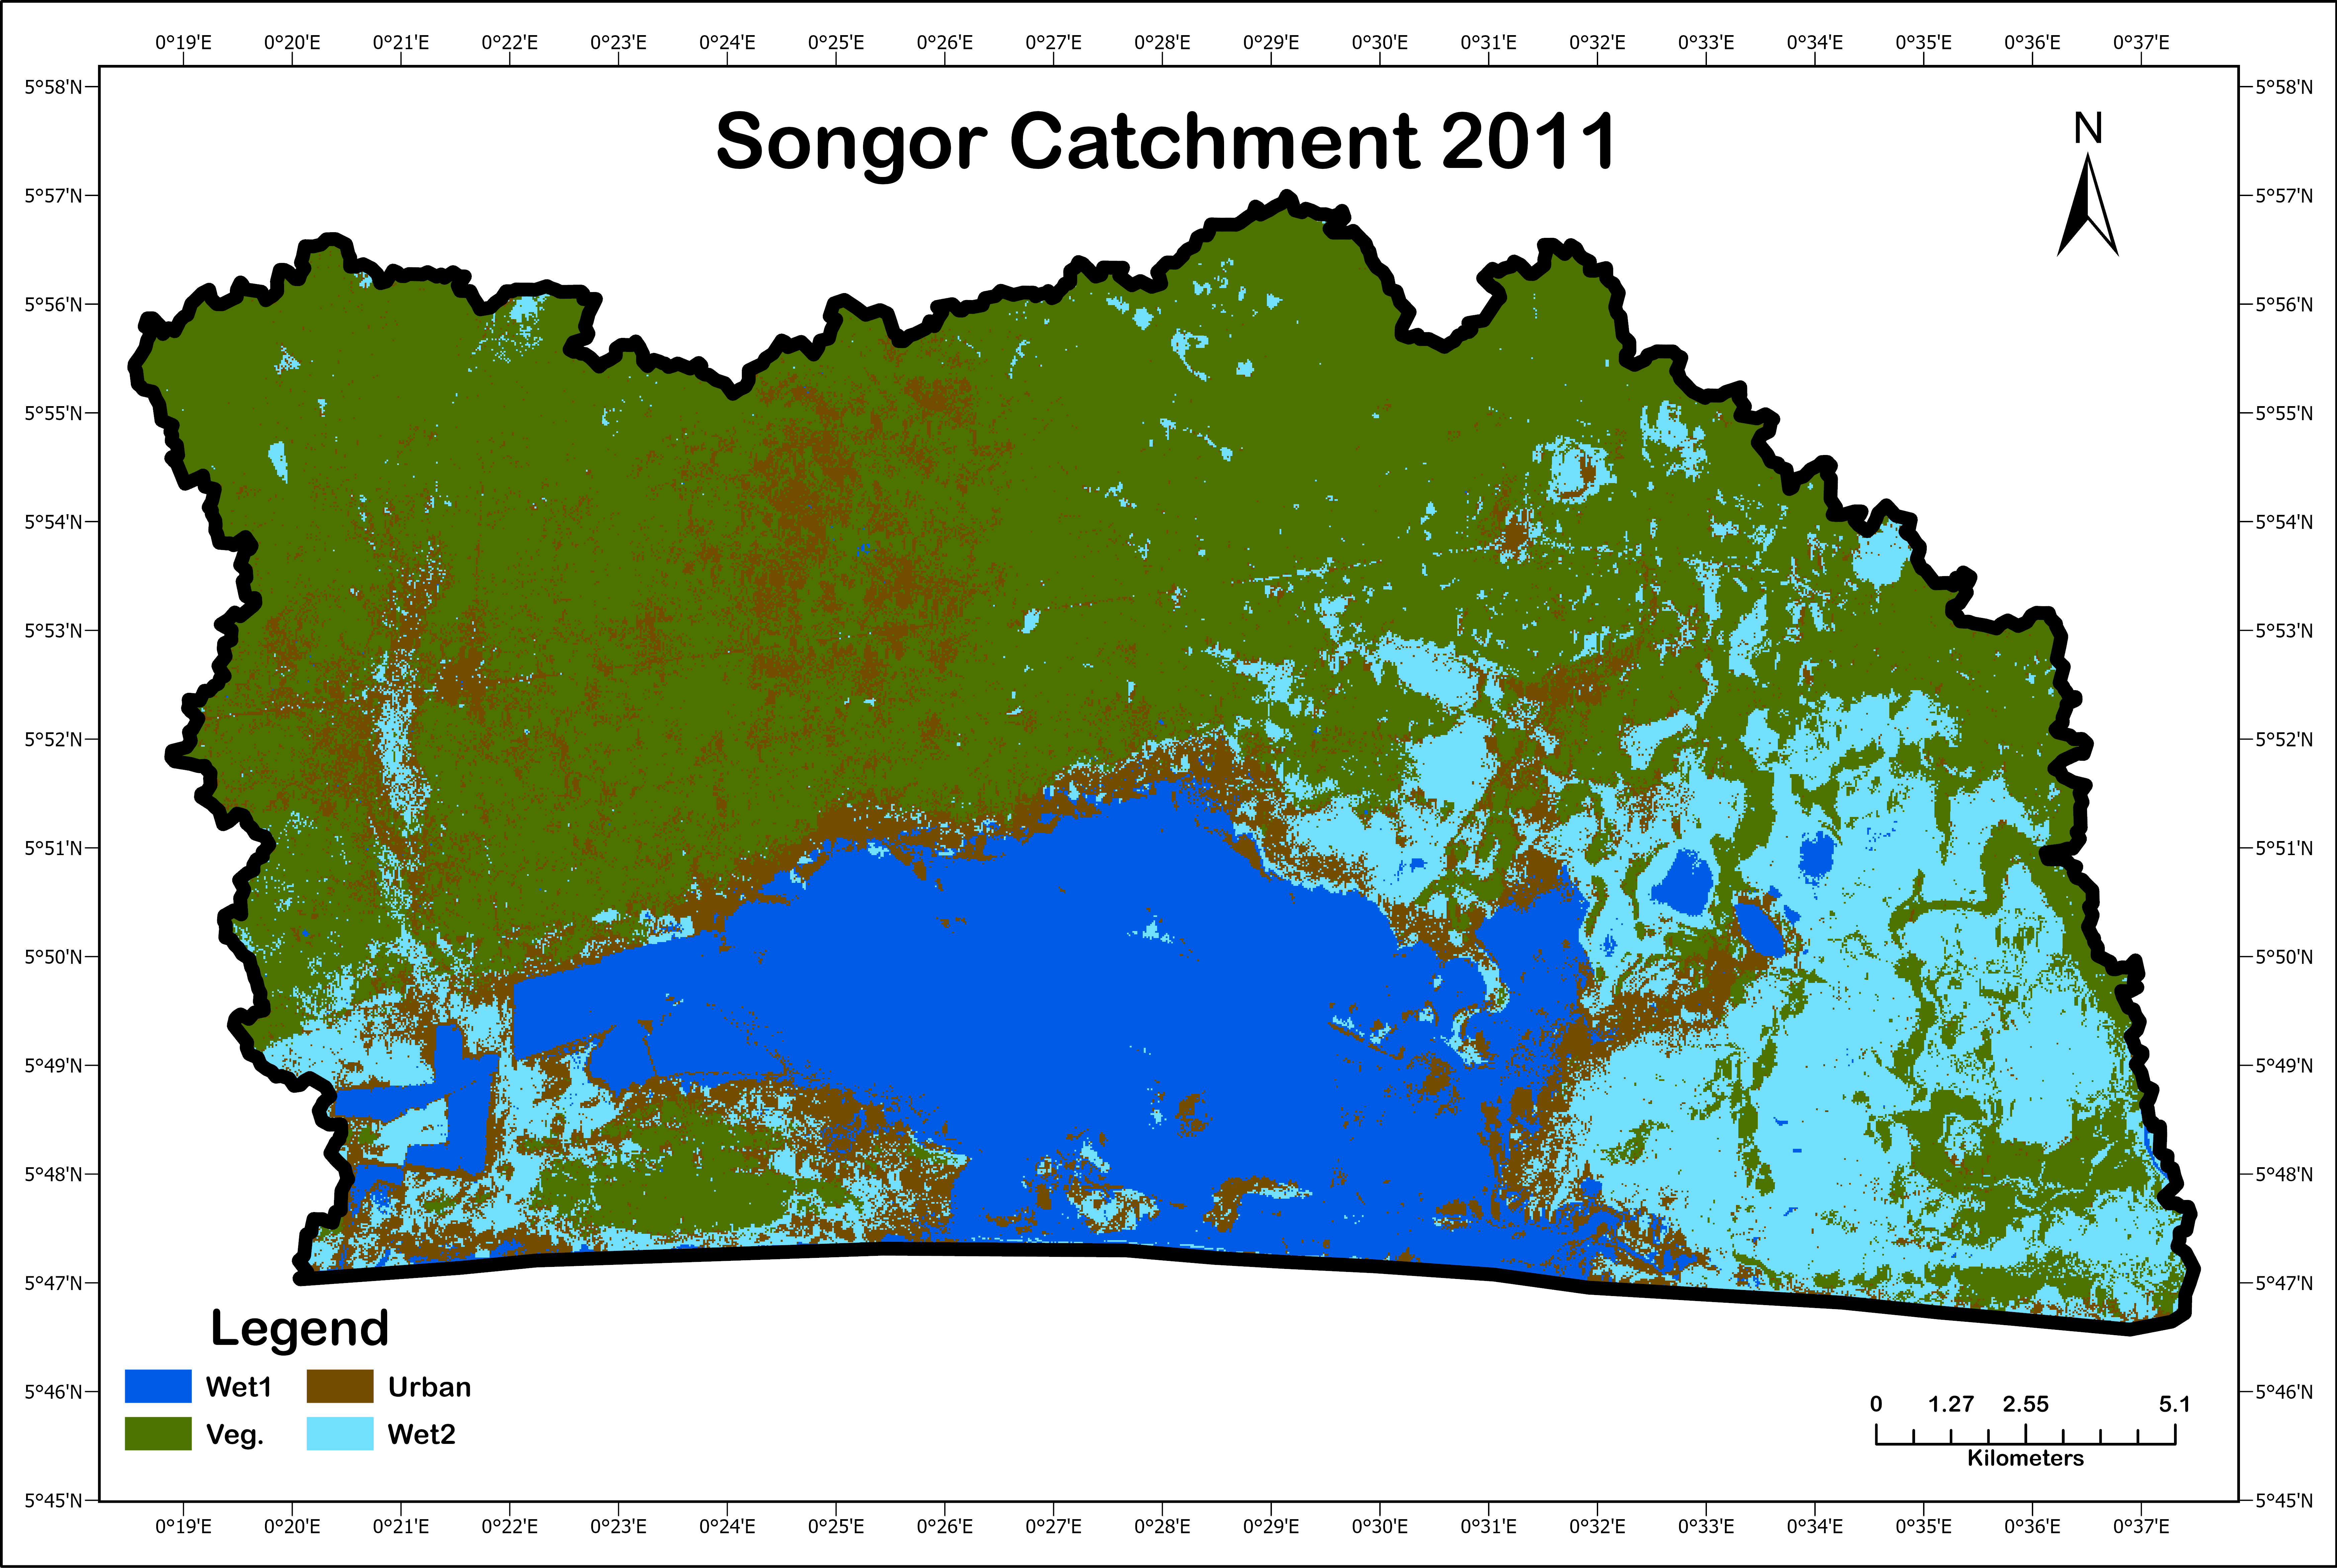 0°19'E 0°20'E 0°21'E 0°22'E 0°23'E 0°24'E 0°25'E 0°26'E 0°27'E 0°28'E 0°29'E 0°30'E 0°31'E 0°32'E 0°33'E 0°34'E 0°35'E 0°36'E 0°37'E
5°58'N 5°58'N
Songor Catchment 2011
N
5°57'N 5°57'N
5°56'N 5°56'N
5°55'N 5°55'N
5°54'N 5°54'N
5°53'N 5°53'N
5°52'N 5°52'N
5°51'N 5°51'N
5°50'N 5°50'N
5°49'N 5°49'N
5°48'N 5°48'N
5°47'N 5°47'N
Legend
Wet1 Urban
Veg. Wet2
5°46'N 5°46'N
0 1.27 2.55 5.1
Kilometers
5°45'N 5°45'N
0°19'E 0°20'E 0°21'E 0°22'E 0°23'E 0°24'E 0°25'E 0°26'E 0°27'E 0°28'E 0°29'E 0°30'E 0°31'E 0°32'E 0°33'E 0°34'E 0°35'E 0°36'E 0°37'E